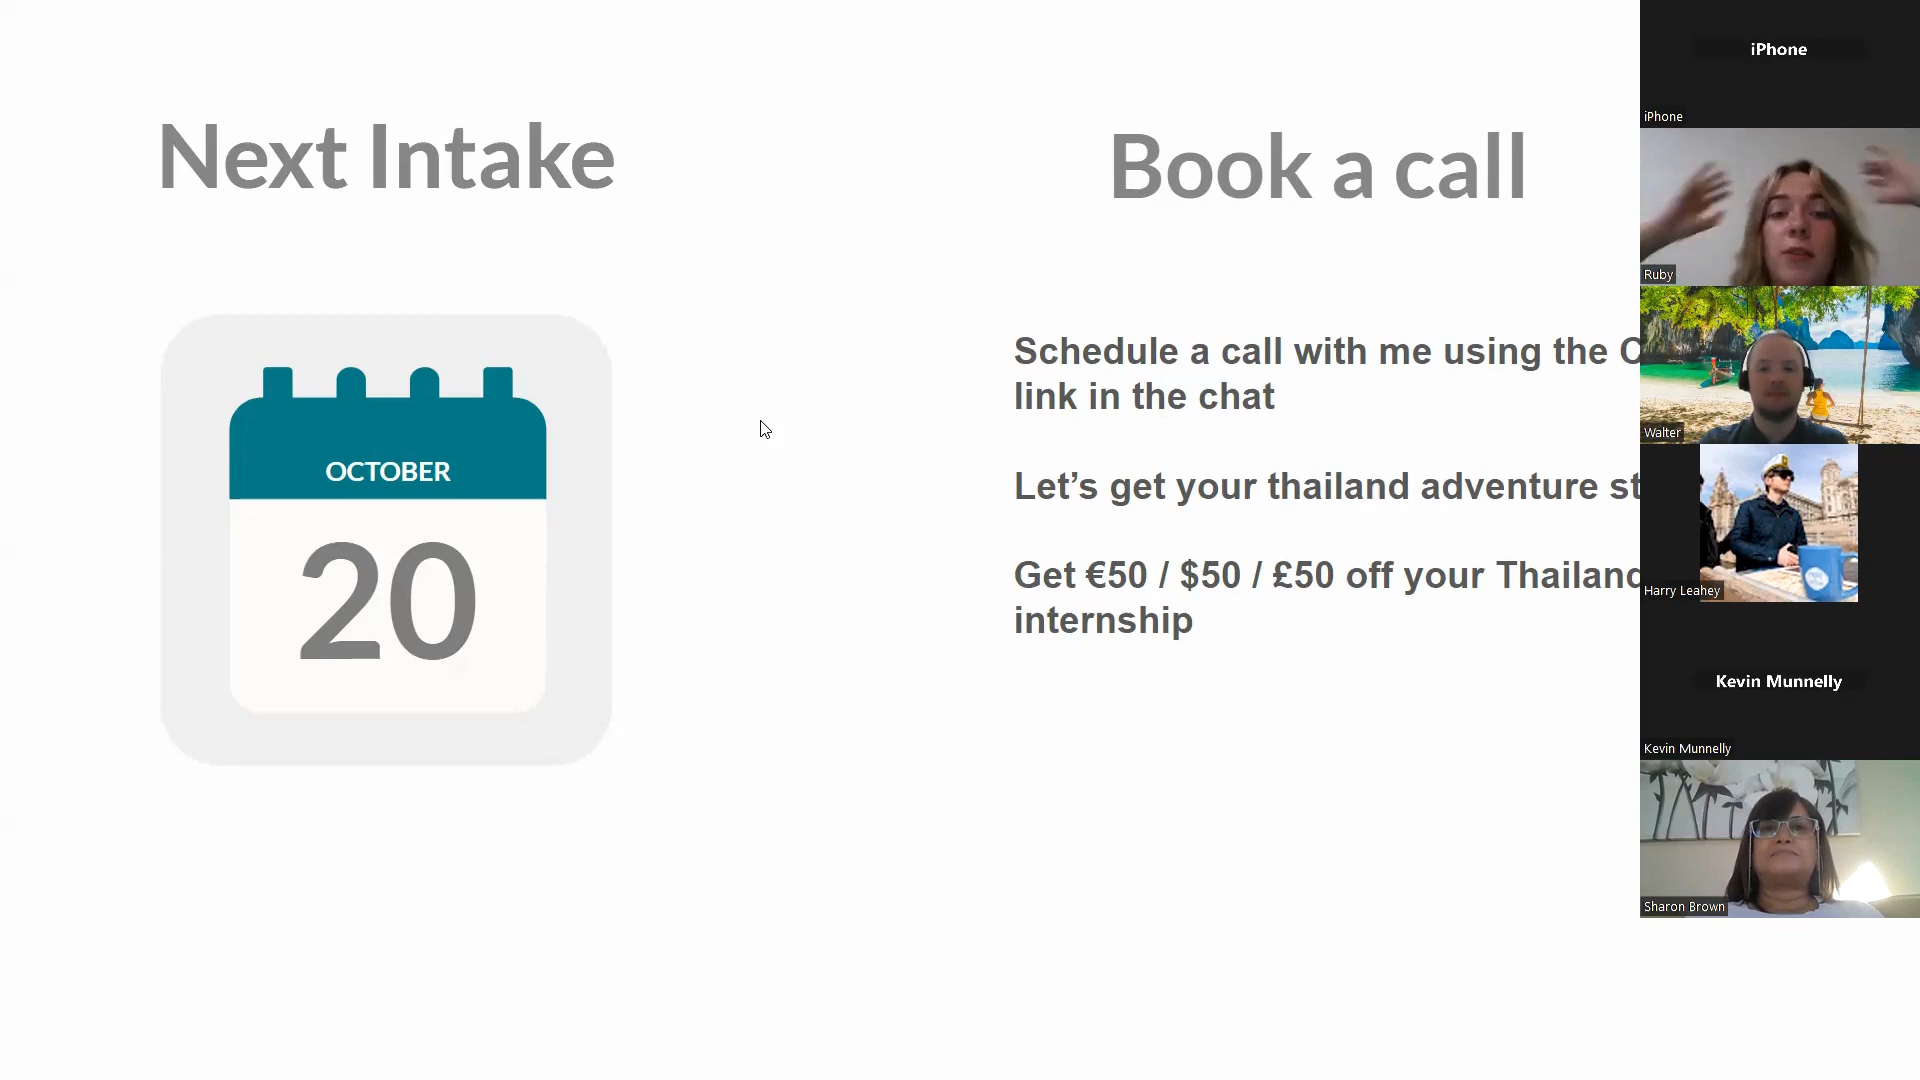 Next Intake
OCTOBER
20
Book a call
Schedule a call with me using the
link in the chat
Let’s get your thailand adventure
Get €50 / $50 / £50 off your Thailand
internship
iPhone
iPhone
Ruby
Walter
Harry Leahey
Kevin Munnelly
Kevin Munnelly
Sharon Brown